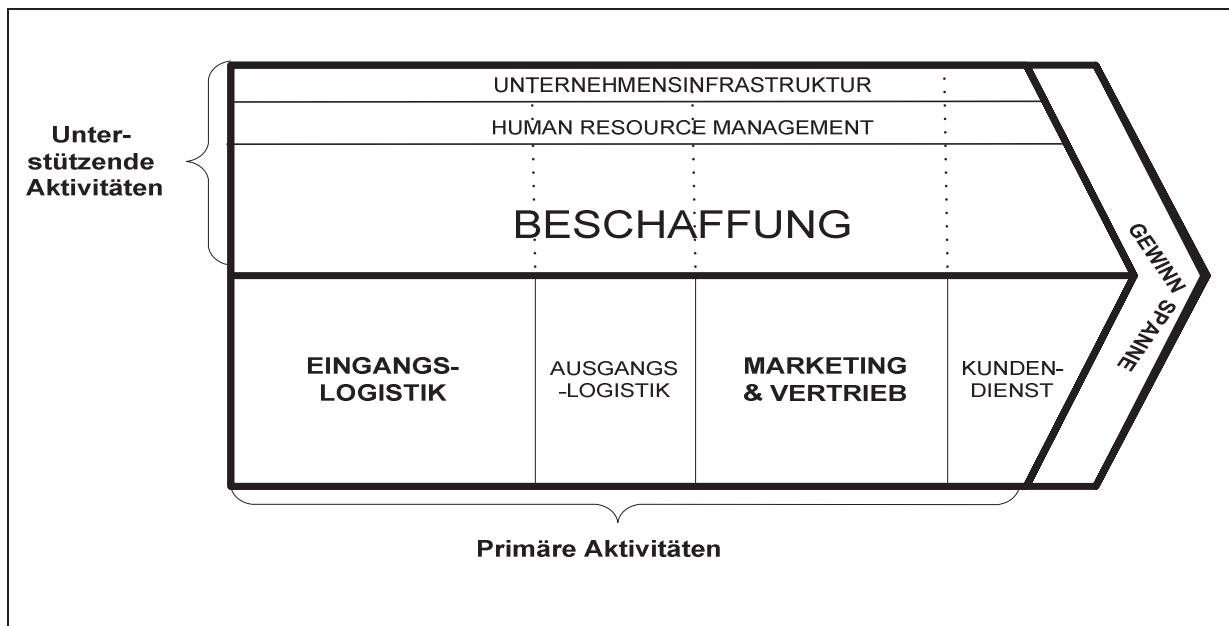 UNTERNEHMENSINFRASTRUKTUR
HUMAN RESOURCE MANAGEMENT
Unter-
stützende
Aktivitäten
BESCHAFFUNG
GEWINN SPANNE
EINGANGS-
LOGISTIK
AUSGANGS
-LOGISTIK
MARKETING
& VERTRIEB
KUNDEN-
DIENST
Primäre Aktivitäten